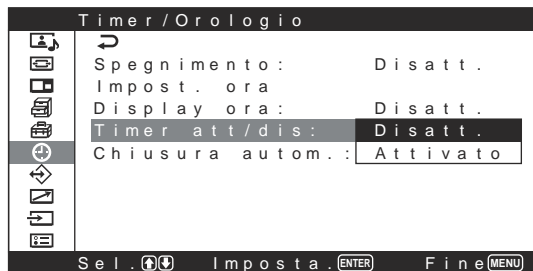 Timer/Orologio
Spegnimento: Disatt.
Impost. ora
Display ora: Disatt.
Timer att/dis: Disatt.
Chiusura autom.: Attivato
Sel. Imposta. ENTER Fine MENU